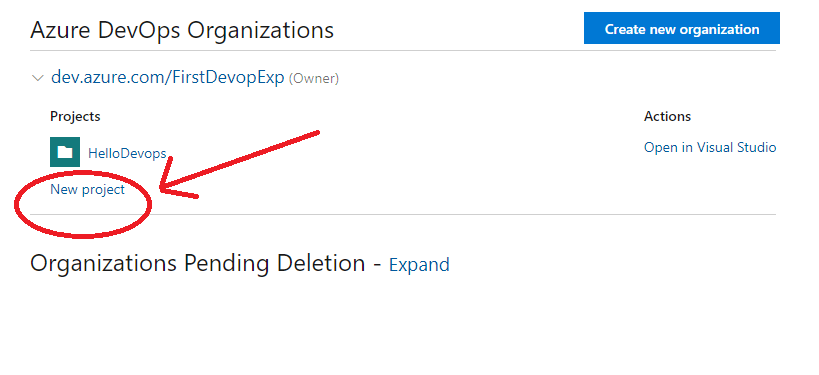 Azure DevOps Organizations
Create new organization
dev.azure.com/FirstDevopExp (Owner)
Projects
Actions
HelloDevops
Open in Visual Studio
New project
Organizations Pending Deletion - Expand